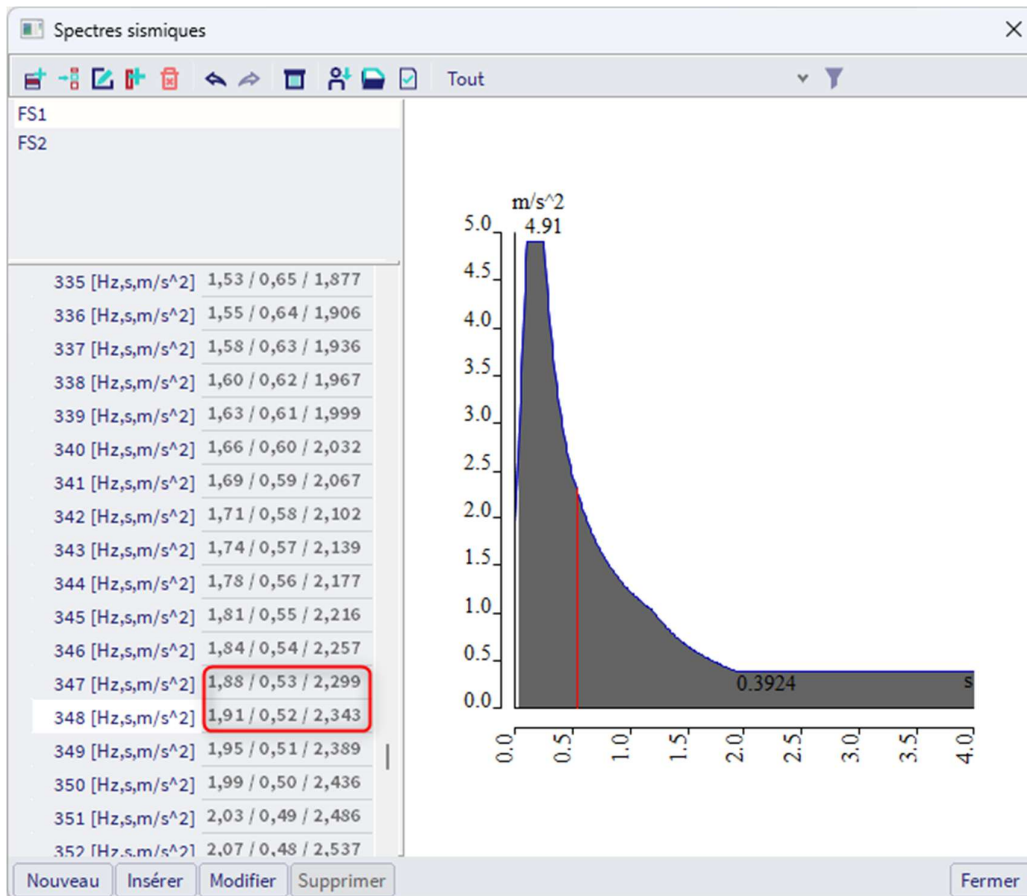 Spectres sismiques
Tout
FS1
FS2
335 [Hz,s,m/s^2] 1,53 / 0,65 / 1,877
336 [Hz,s,m/s^2] 1,55 / 0,64 / 1,906
337 [Hz,s,m/s^2] 1,58 / 0,63 / 1,936
338 [Hz,s,m/s^2] 1,60 / 0,62 / 1,967
339 [Hz,s,m/s^2] 1,63 / 0,61 / 1,999
340 [Hz,s,m/s^2] 1,66 / 0,60 / 2,032
341 [Hz,s,m/s^2] 1,69 / 0,59 / 2,067
342 [Hz,s,m/s^2] 1,71 / 0,58 / 2,102
343 [Hz,s,m/s^2] 1,74 / 0,57 / 2,139
344 [Hz,s,m/s^2] 1,78 / 0,56 / 2,177
345 [Hz,s,m/s^2] 1,81 / 0,55 / 2,216
346 [Hz,s,m/s^2] 1,84 / 0,54 / 2,257
347 [Hz,s,m/s^2] 1,88 / 0,53 / 2,299
348 [Hz,s,m/s^2] 1,91 / 0,52 / 2,343
349 [Hz,s,m/s^2] 1,95 / 0,51 / 2,389
350 [Hz,s,m/s^2] 1,99 / 0,50 / 2,436
351 [Hz,s,m/s^2] 2,03 / 0,49 / 2,486
352 [Hz,s,m/s^2] 2,07 / 0,48 / 2,537
m/s^2
4.91
5.0
4.5
4.0
3.5
3.0
2.5
2.0
1.5
1.0
0.5
0.0
0.3924
s
0.0
0.5
1.0
1.5
2.0
2.5
3.0
3.5
4.0
Nouveau
Insérer
Modifier
Supprimer
Fermer